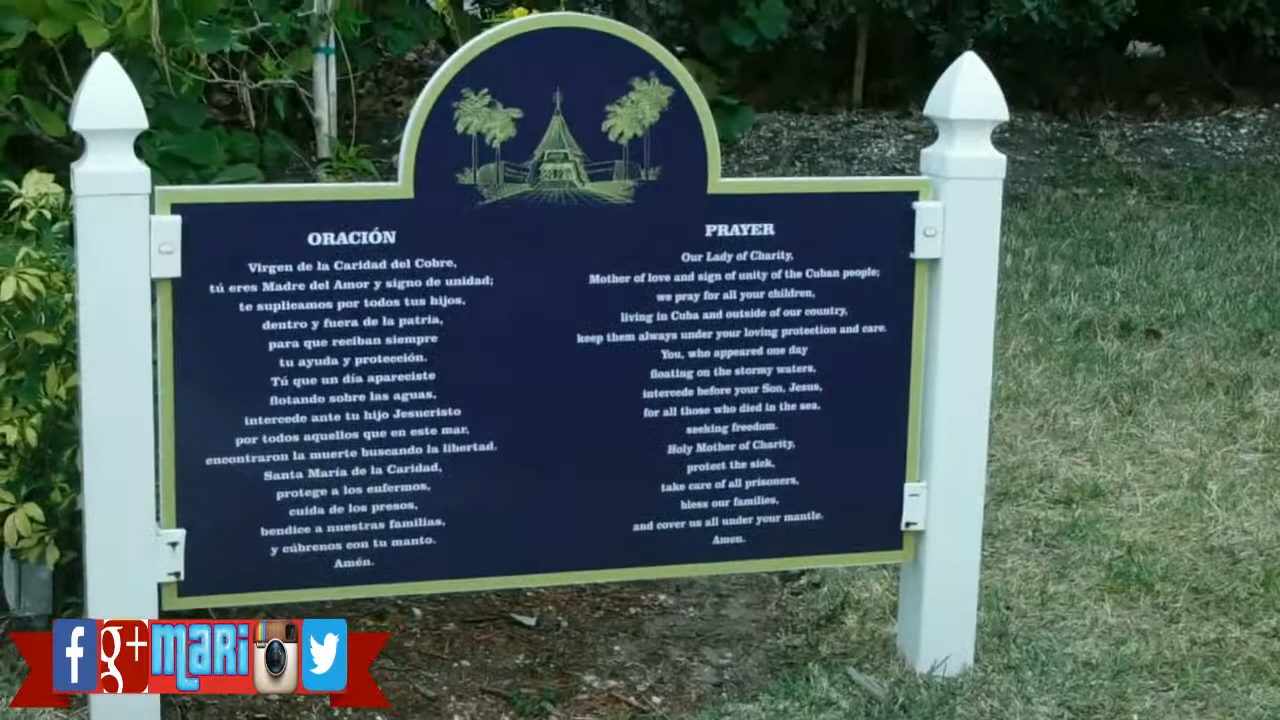 ORACIÓN
Virgen de la Caridad del Cobre,
tú eres Madre del Amor y signo de unidad;
te suplicamos por todos tus hijos,
dentro y fuera de la patria,
para que reciban siempre
tu ayuda y protección.
Tú que un día apareciste
flotando sobre las aguas,
intercede ante tu hijo Jesucristo
por todos aquellos que en este mar,
encontraron la muerte buscando la libertad.
Santa María de la Caridad,
protege a los enfermos,
cuida de los presos,
bendice a nuestras familias,
y cúbrenos con tu manto.
Amén.
PRAYER
Our Lady of Charity,
Mother of love and sign of unity of the Cuban people;
we pray for all your children,
living in Cuba and outside of our country,
keep them always under your loving protection and care.
You, who appeared one day
floating on the stormy waters,
intercede before your Son, Jesus,
for all those who died in the sea,
seeking freedom.
Holy Mother of Charity,
protect the sick,
take care of all prisoners,
bless our families,
and cover us all under your mantle.
Amen.
f g+ MARI